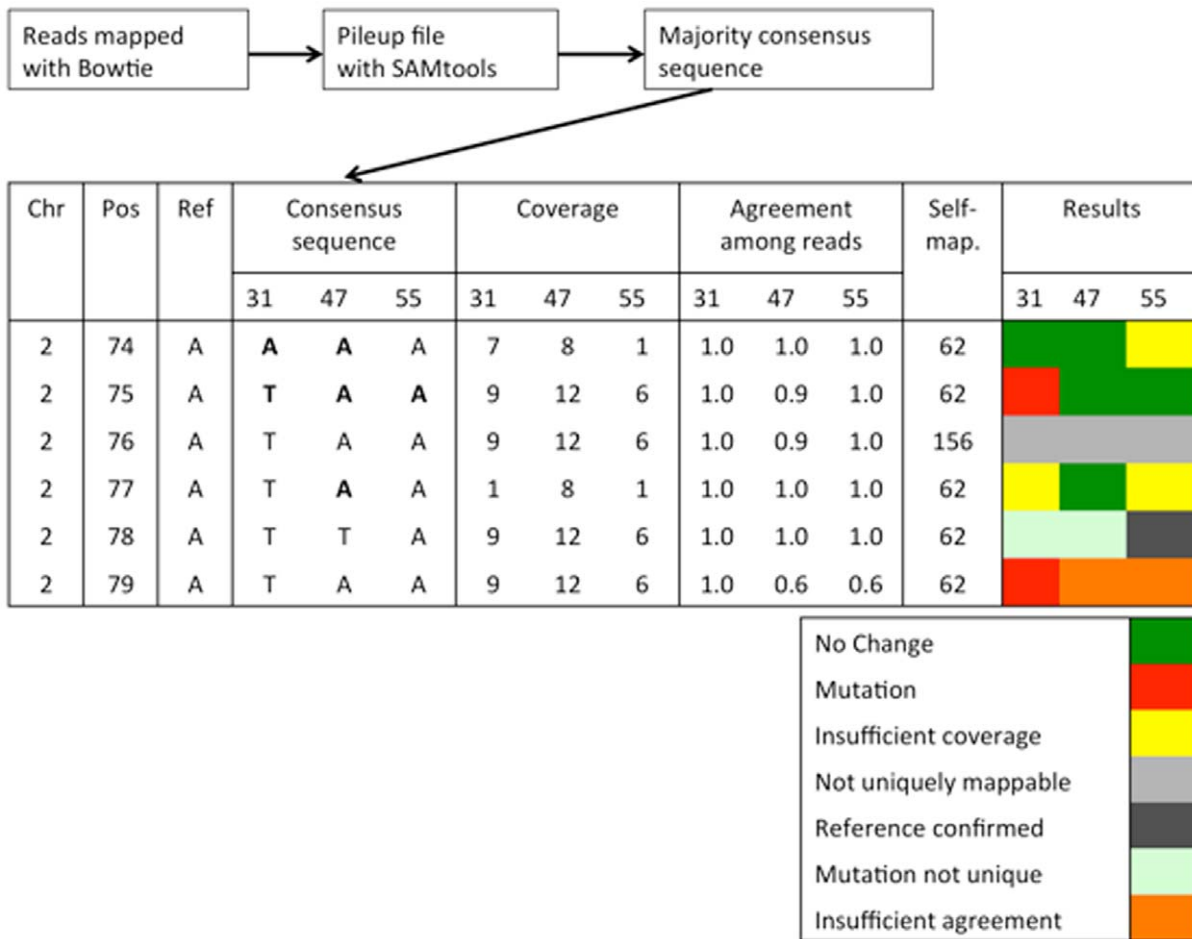 Reads mapped
with Bowtie
Pileup file
with SAMtools
Majority consensus
sequence
Chr Pos Ref Consensus Coverage Agreement Self- Results
sequence among reads map.
31 47 55 31 47 55 31 47 55 31 47 55
2 74 A A A A 7 8 1 1.0 1.0 1.0 62
2 75 A T A A 9 12 6 1.0 0.9 1.0 62
2 76 A T A A 9 12 6 1.0 0.9 1.0 156
2 77 A T A A 1 8 1 1.0 1.0 1.0 62
2 78 A T T A 9 12 6 1.0 1.0 1.0 62
2 79 A T A A 9 12 6 1.0 0.6 0.6 62
No Change
Mutation
Insufficient coverage
Not uniquely mappable
Reference confirmed
Mutation not unique
Insufficient agreement